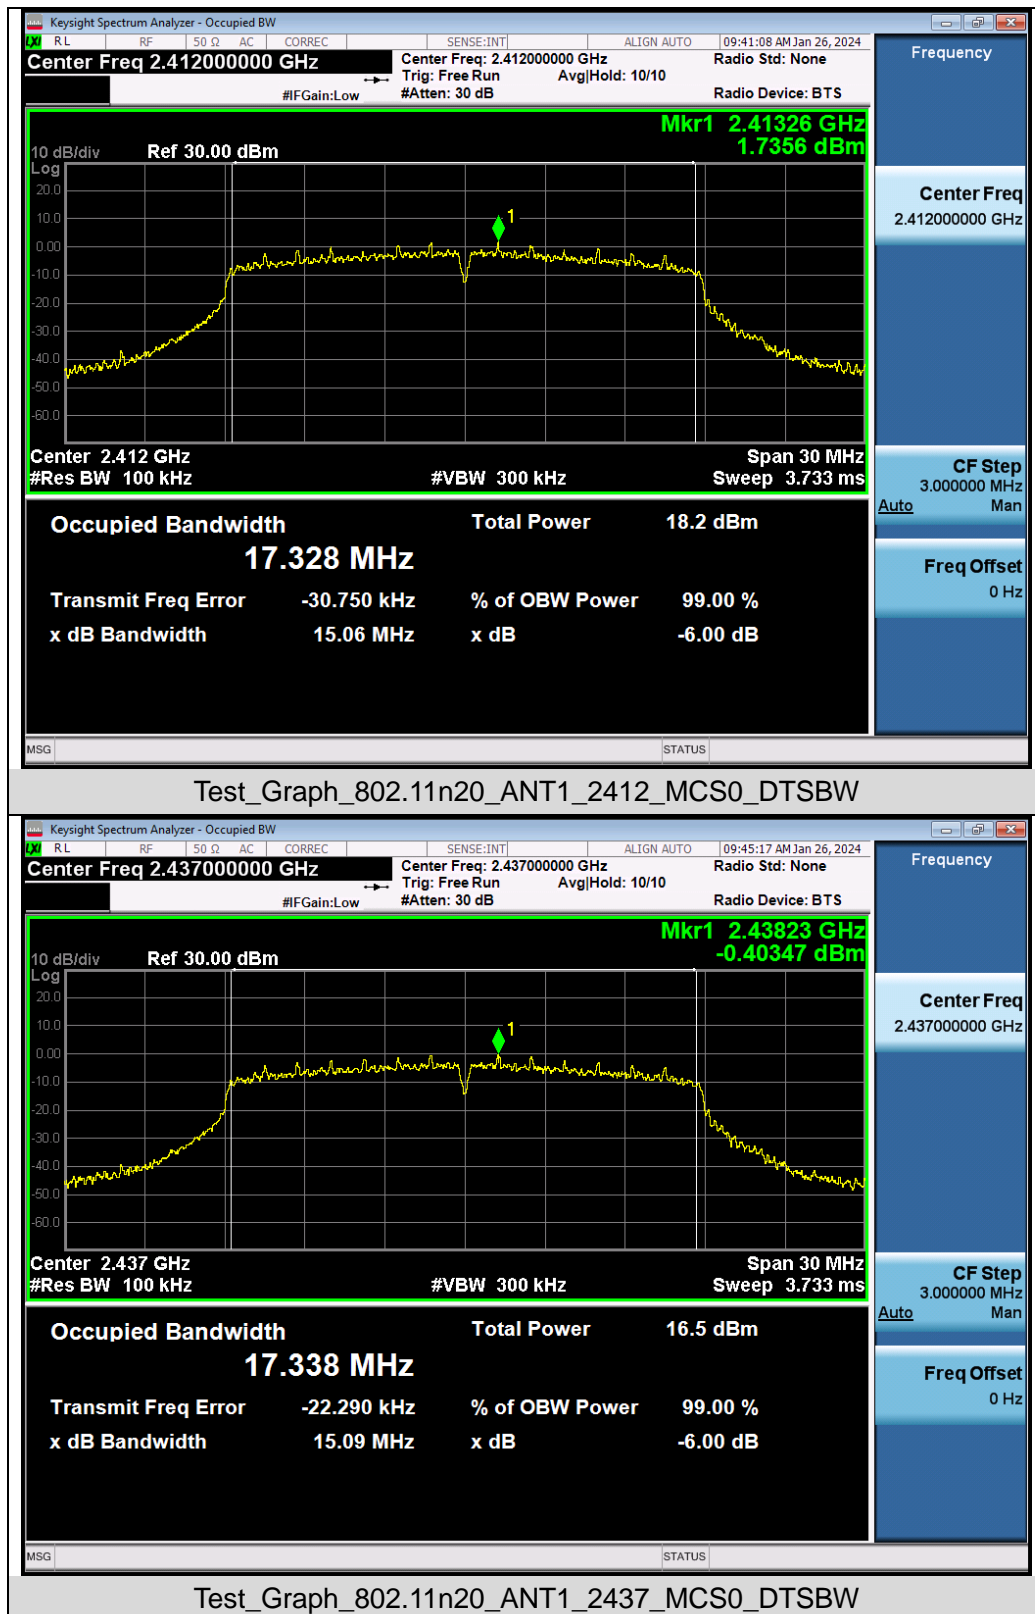 Keysight Spectrum Analyzer - Occupied BW
LXI RL RF 50 Ω AC CORREC SENSE:INT ALIGN AUTO 09:41:08 AM Jan 26, 2024
Center Freq 2.412000000 GHz
Center Freq: 2.412000000 GHz
Radio Std: None
Trig: Free Run Avg|Hold: 10/10
#IFGain:Low
#Atten: 30 dB
Radio Device: BTS
Frequency
Mkr1 2.41326 GHz
1.7356 dBm
10 dB/div Ref 30.00 dBm
Log
20.0
10.0
0.00
-10.0
-20.0
-30.0
-40.0
-50.0
-60.0
1
Center 2.412 GHz Span 30 MHz
#Res BW 100 kHz #VBW 300 kHz Sweep 3.733 ms
Center Freq
2.412000000 GHz
CF Step
3.000000 MHz
Auto Man
Freq Offset
0 Hz
Occupied Bandwidth Total Power 18.2 dBm
17.328 MHz
Transmit Freq Error -30.750 kHz % of OBW Power 99.00 %
x dB Bandwidth 15.06 MHz x dB -6.00 dB
MSG STATUS
Test_Graph_802.11n20_ANT1_2412_MCS0_DTSBW
Keysight Spectrum Analyzer - Occupied BW
LXI RL RF 50 Ω AC CORREC SENSE:INT ALIGN AUTO 09:45:17 AM Jan 26, 2024
Center Freq 2.437000000 GHz
Center Freq: 2.437000000 GHz
Radio Std: None
Trig: Free Run Avg|Hold: 10/10
#IFGain:Low
#Atten: 30 dB
Radio Device: BTS
Frequency
Mkr1 2.43823 GHz
-0.40347 dBm
10 dB/div Ref 30.00 dBm
Log
20.0
10.0
0.00
-10.0
-20.0
-30.0
-40.0
-50.0
-60.0
1
Center 2.437 GHz Span 30 MHz
#Res BW 100 kHz #VBW 300 kHz Sweep 3.733 ms
Center Freq
2.437000000 GHz
CF Step
3.000000 MHz
Auto Man
Freq Offset
0 Hz
Occupied Bandwidth Total Power 16.5 dBm
17.338 MHz
Transmit Freq Error -22.290 kHz % of OBW Power 99.00 %
x dB Bandwidth 15.09 MHz x dB -6.00 dB
MSG STATUS
Test_Graph_802.11n20_ANT1_2437_MCS0_DTSBW